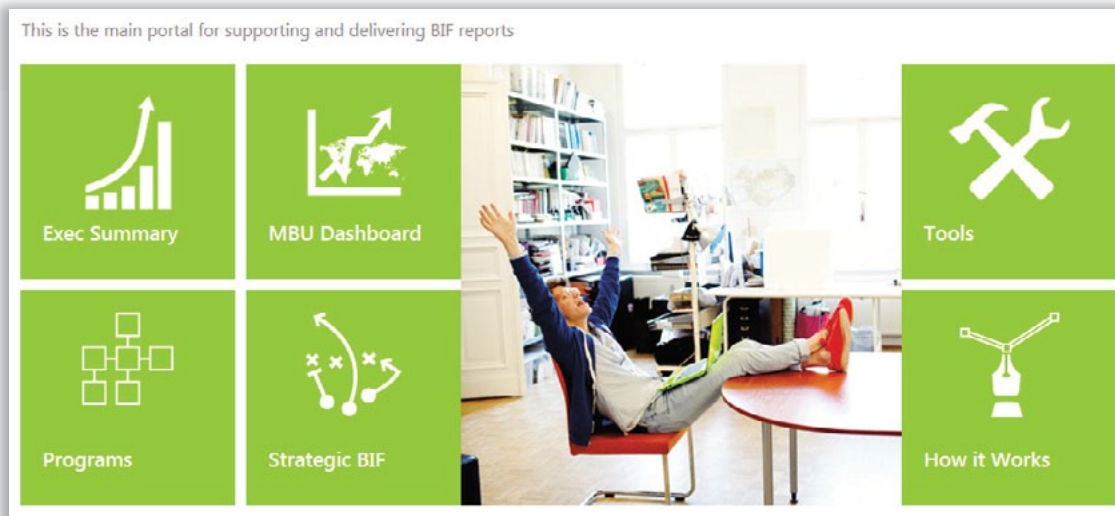 This is the main portal for supporting and delivering BIF reports
Exec Summary
MBU Dashboard
Tools
Programs
Strategic BIF
How it Works